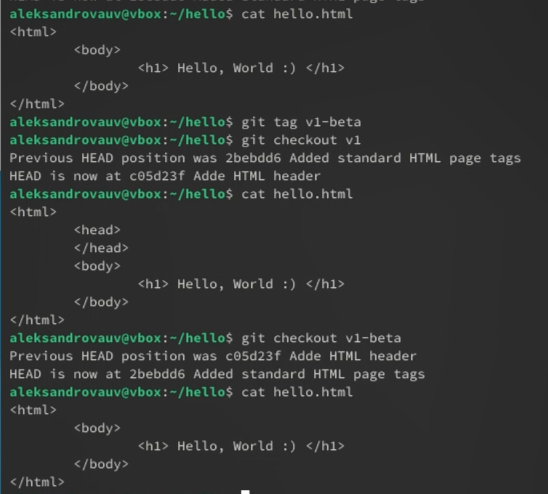 aleksandrovauv@vbox:~/hello$ cat hello.html
<html>
        <body>
                <h1> Hello, World :) </h1>
        </body>
</html>
aleksandrovauv@vbox:~/hello$ git tag v1-beta
aleksandrovauv@vbox:~/hello$ git checkout v1
Previous HEAD position was 2bebdd6 Added standard HTML page tags
HEAD is now at c05d23f Adde HTML header
aleksandrovauv@vbox:~/hello$ cat hello.html
<html>
        <head>
        </head>
        <body>
                <h1> Hello, World :) </h1>
        </body>
</html>
aleksandrovauv@vbox:~/hello$ git checkout v1-beta
Previous HEAD position was c05d23f Adde HTML header
HEAD is now at 2bebdd6 Added standard HTML page tags
aleksandrovauv@vbox:~/hello$ cat hello.html
<html>
        <body>
                <h1> Hello, World :) </h1>
        </body>
</html>